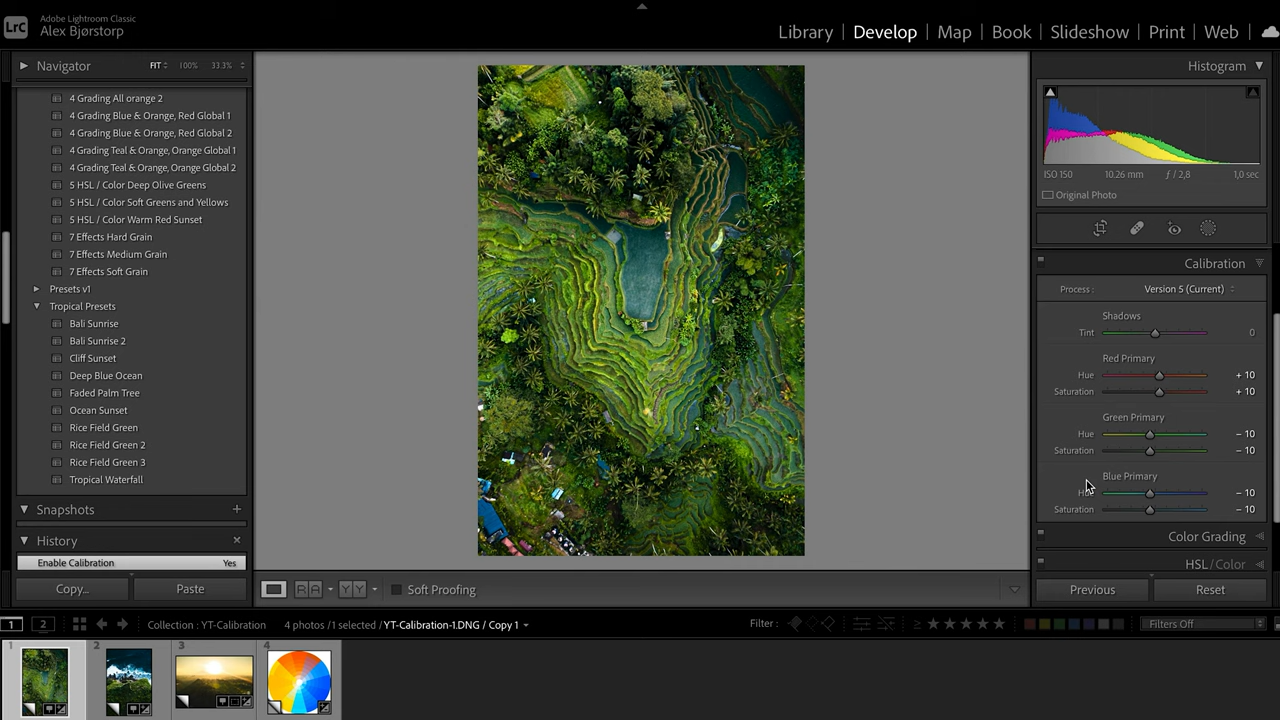 LrC
Adobe Lightroom Classic
Alex Bjørstorp
Library
Develop
Map
Book
Slideshow
Print
Web
Navigator
FIT
100%
33.3%
4 Grading All orange 2
4 Grading Blue & Orange, Red Global 1
4 Grading Blue & Orange, Red Global 2
4 Grading Teal & Orange, Orange Global 1
4 Grading Teal & Orange, Orange Global 2
5 HSL / Color Deep Olive Greens
5 HSL / Color Soft Greens and Yellows
5 HSL / Color Warm Red Sunset
7 Effects Hard Grain
7 Effects Medium Grain
7 Effects Soft Grain
Presets v1
Tropical Presets
Bali Sunrise
Bali Sunrise 2
Cliff Sunset
Deep Blue Ocean
Faded Palm Tree
Ocean Sunset
Rice Field Green
Rice Field Green 2
Rice Field Green 3
Tropical Waterfall
Snapshots +
History ×
Enable Calibration Yes
Copy...
Paste
R A
Y Y
Soft Proofing
Histogram
ISO 150 10.26 mm ƒ / 2,8 1,0 sec
Original Photo
Calibration
Process : Version 5 (Current)
Shadows
Tint 0
Red Primary
Hue + 10
Saturation + 10
Green Primary
Hue – 10
Saturation – 10
Blue Primary
Hue – 10
Saturation – 10
Color Grading
HSL / Color
Previous
Reset
1
2
Collection : YT-Calibration
4 photos / 1 selected / YT-Calibration-1.DNG / Copy 1
Filter :
≥
Filters Off
1
2
3
4